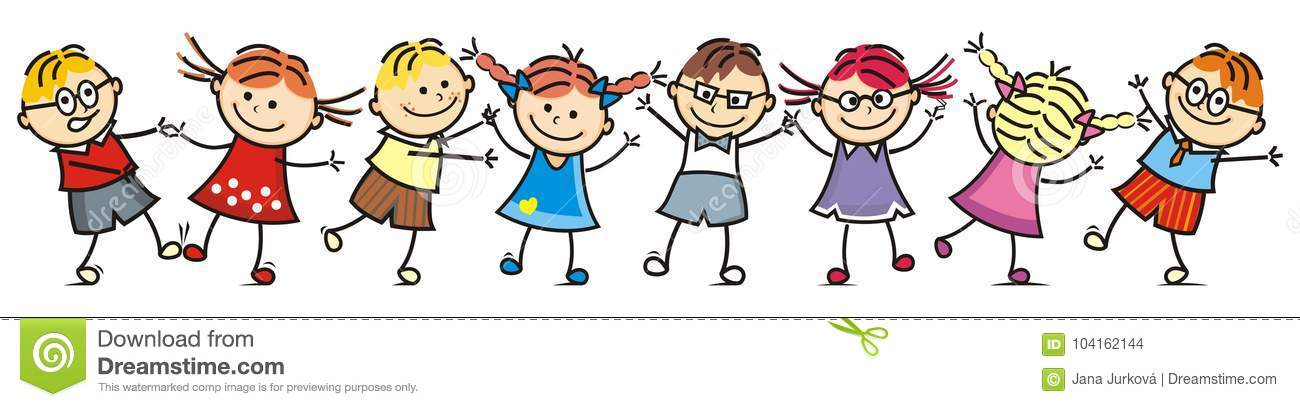 Download from
Dreamstime.com
This watermarked comp image is for previewing purposes only.
ID 104162144
© Jana Jurková | Dreamstime.com